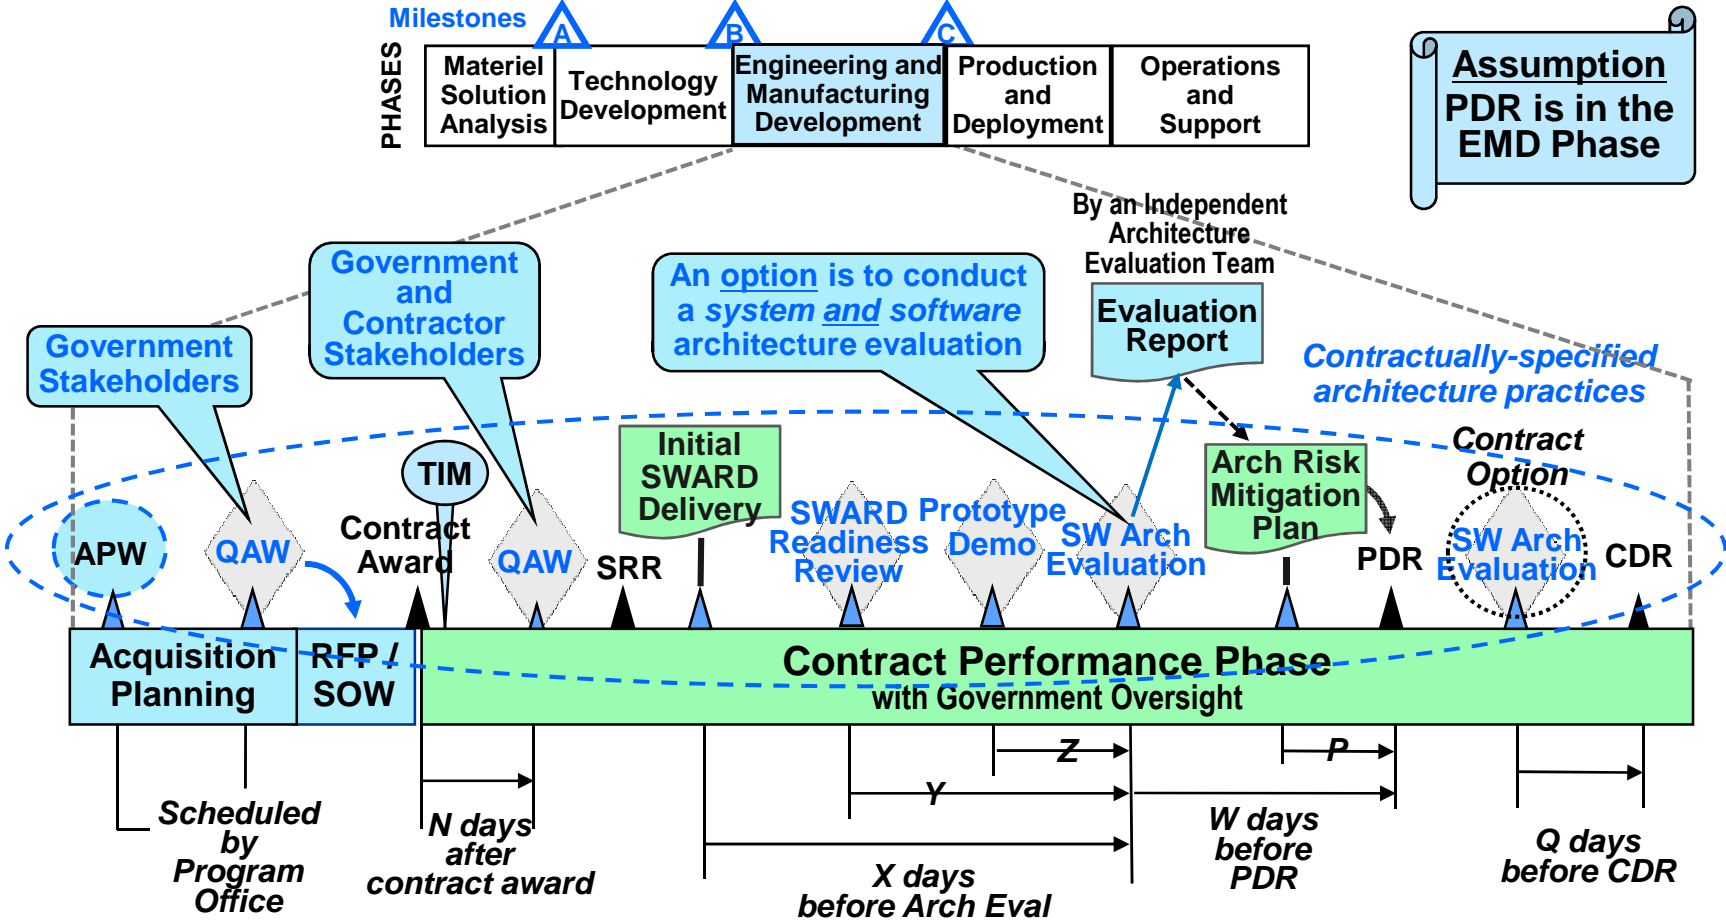 Milestones
A
B
C
PHASES
Materiel
Solution
Analysis
Technology
Development
Engineering and
Manufacturing
Development
Production
and
Deployment
Operations
and
Support
Assumption
PDR is in the
EMD Phase
By an Independent
Architecture
Evaluation Team
Government
Stakeholders
Government
and
Contractor
Stakeholders
An option is to conduct
a system and software
architecture evaluation
Evaluation
Report
Contractually-specified
architecture practices
APW
QAW
Contract
Award
TIM
QAW
SRR
Initial
SWARD
Delivery
SWARD
Readiness
Review
Prototype
Demo
SW Arch
Evaluation
Arch Risk
Mitigation
Plan
PDR
Contract
Option
SW Arch
Evaluation
CDR
Acquisition
Planning
RFP /
SOW
Contract Performance Phase
with Government Oversight
Scheduled
by
Program
Office
N days
after
contract award
Z
Y
X days
before Arch Eval
P
W days
before
PDR
Q days
before CDR